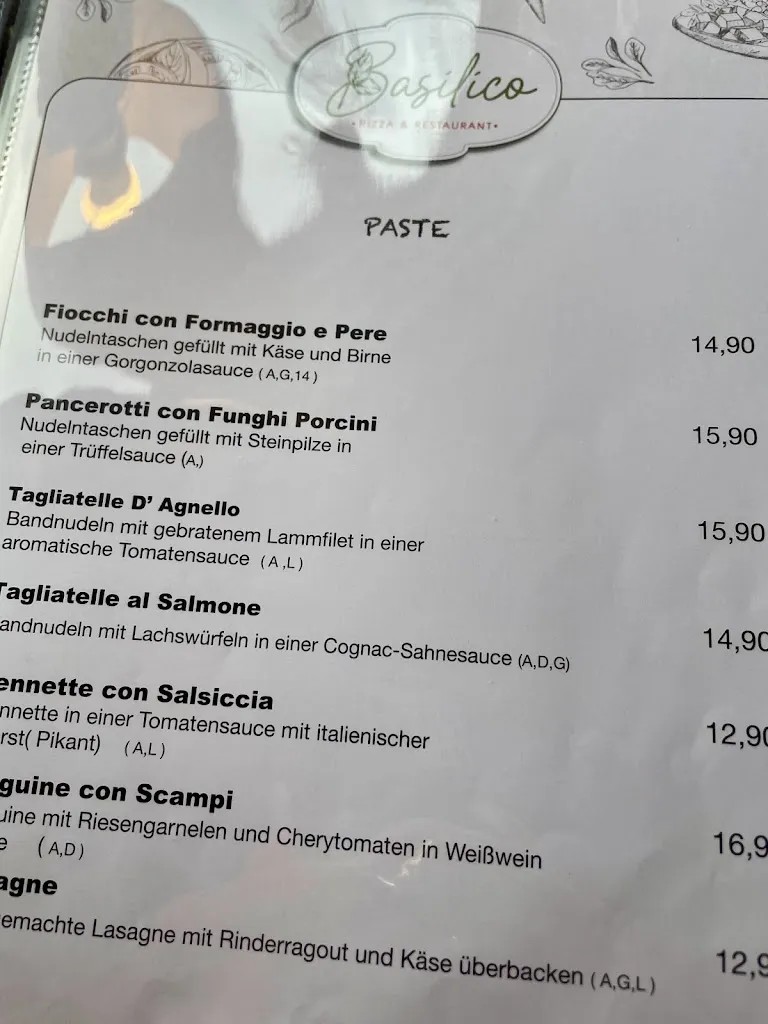 Basilico
• PIZZA & RESTAURANT •
PASTE
Fiocchi con Formaggio e Pere
Nudelntaschen gefüllt mit Käse und Birne
in einer Gorgonzolasauce (A,G,14)
14,90
Pancerotti con Funghi Porcini
Nudelntaschen gefüllt mit Steinpilze in
einer Trüffelsauce (A,)
15,90
Tagliatelle D' Agnello
Bandnudeln mit gebratenem Lammfilet in einer
aromatische Tomatensauce (A ,L)
15,90
Tagliatelle al Salmone
andnudeln mit Lachswürfeln in einer Cognac-Sahnesauce (A,D,G)
14,90
ennette con Salsiccia
nnette in einer Tomatensauce mit italienischer
rst( Pikant) (A,L)
12,90
guine con Scampi
uine mit Riesengarnelen und Cherytomaten in Weißwein
e (A,D)
16,9
agne
emachte Lasagne mit Rinderragout und Käse überbacken (A,G,L)
12,9